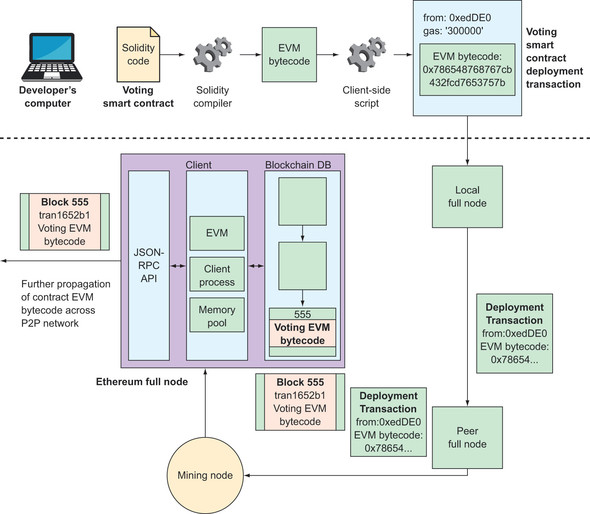 Developer's
computer
Solidity
code
Voting
smart contract
Solidity
compiler
EVM
bytecode
Client-side
script
from: 0xedDE0
gas: '300000'
EVM bytecode:
0x786548768767cb
432fcd7653757b
Voting
smart
contract
deployment
transaction
Local
full node
Deployment
Transaction
from:0xedDE0
EVM bytecode:
0x78654...
Peer
full node
Deployment
Transaction
from:0xedDE0
EVM bytecode:
0x78654...
Mining node
Block 555
tran1652b1
Voting EVM
bytecode
Ethereum full node
Client
Blockchain DB
JSON-
RPC
API
EVM
Client
process
Memory
pool
555
Voting EVM
bytecode
Block 555
tran1652b1
Voting EVM
bytecode
Further propagation
of contract EVM
bytecode across
P2P network